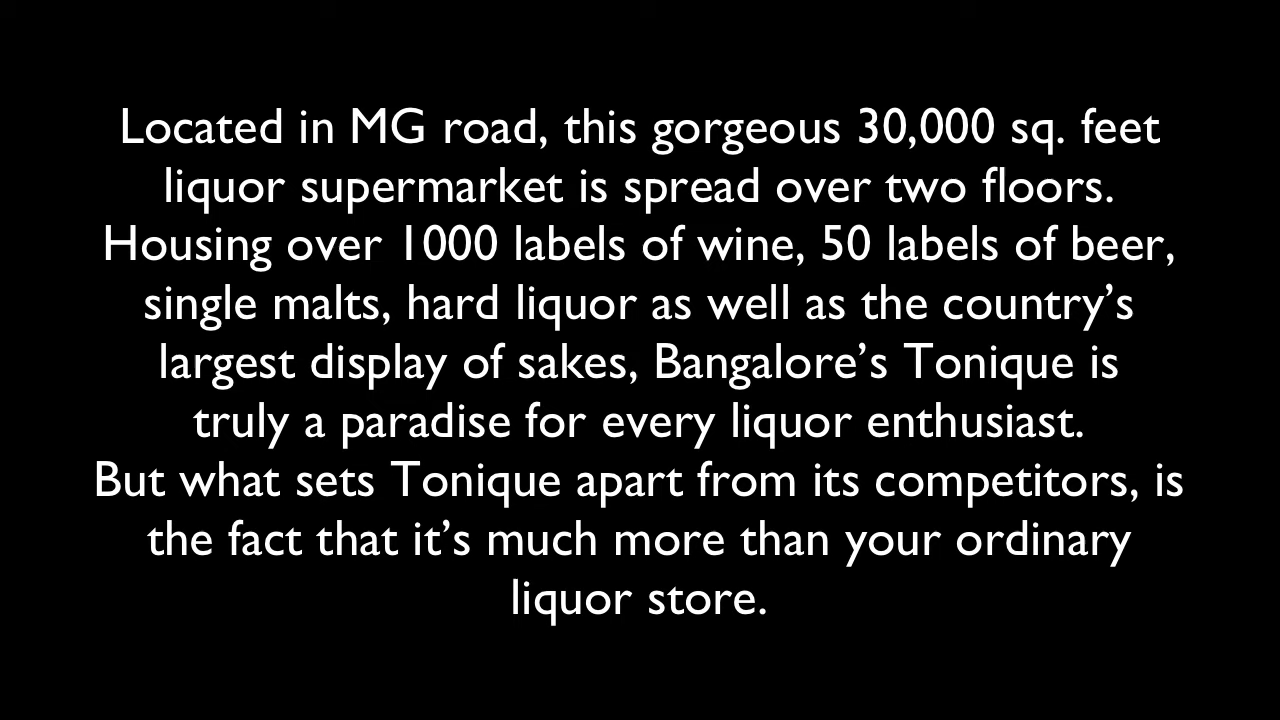 Located in MG road, this gorgeous 30,000 sq. feet
liquor supermarket is spread over two floors.
Housing over 1000 labels of wine, 50 labels of beer,
single malts, hard liquor as well as the country’s
largest display of sakes, Bangalore’s Tonique is
truly a paradise for every liquor enthusiast.
But what sets Tonique apart from its competitors, is
the fact that it’s much more than your ordinary
liquor store.